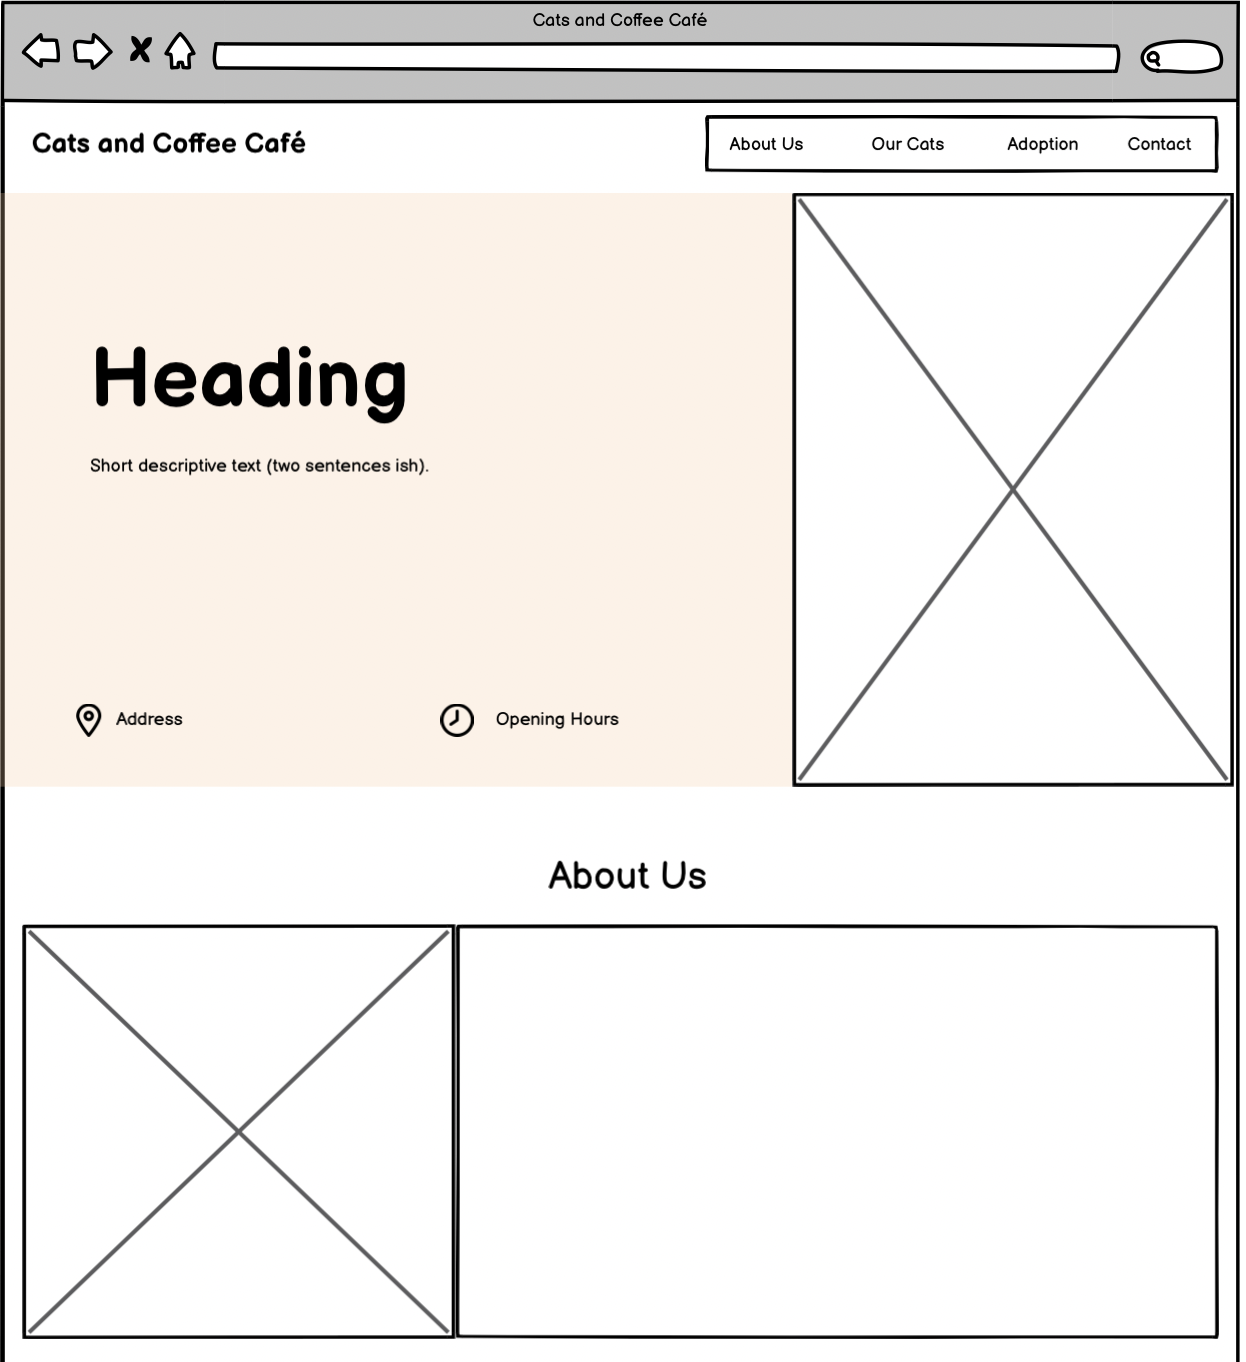 Cats and Coffee Café
Cats and Coffee Café
About Us Our Cats Adoption Contact
Heading
Short descriptive text (two sentences ish).
Address Opening Hours
About Us